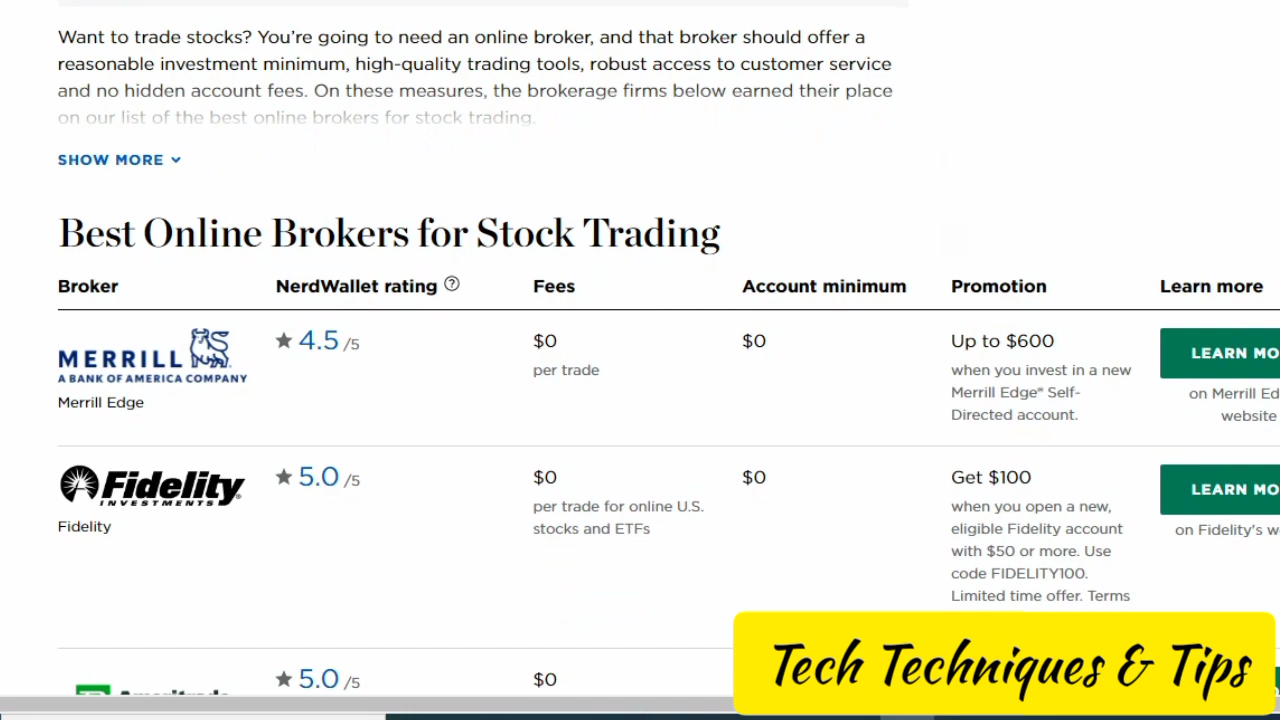 Want to trade stocks? You’re going to need an online broker, and that broker should offer a
reasonable investment minimum, high-quality trading tools, robust access to customer service
and no hidden account fees. On these measures, the brokerage firms below earned their place
on our list of the best online brokers for stock trading.
SHOW MORE
Best Online Brokers for Stock Trading
Broker NerdWallet rating ? Fees Account minimum Promotion Learn more
MERRILL
A BANK OF AMERICA COMPANY
Merrill Edge
4.5 /5
$0
per trade
$0
Up to $600
when you invest in a new
Merrill Edge® Self-
Directed account.
LEARN MO
on Merrill Ed
website
Fidelity
INVESTMENTS
Fidelity
5.0 /5
$0
per trade for online U.S.
stocks and ETFs
$0
Get $100
when you open a new,
eligible Fidelity account
with $50 or more. Use
code FIDELITY100.
Limited time offer. Terms
LEARN MO
on Fidelity's w
Ameritrade
5.0 /5
$0
Tech Techniques & Tips